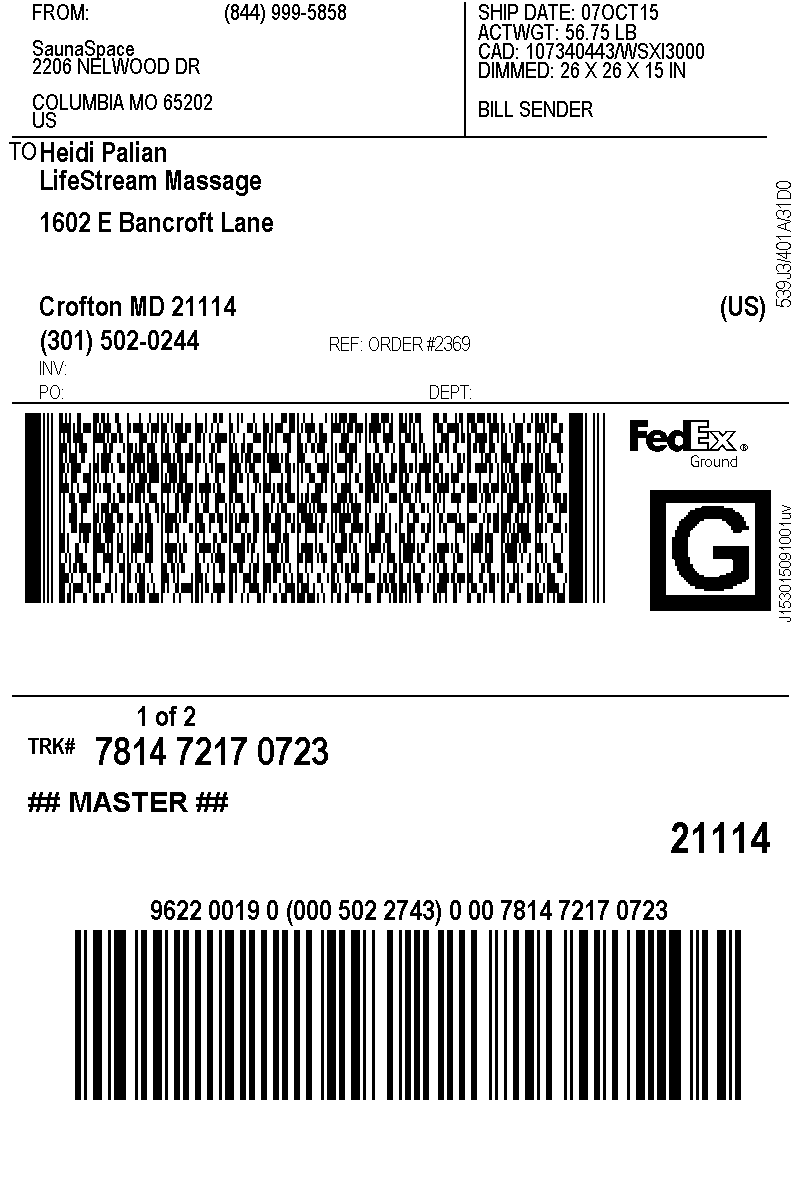 FROM: (844) 999-5858
SaunaSpace
2206 NELWOOD DR
COLUMBIA MO 65202
US
SHIP DATE: 07OCT15
ACTWGT: 56.75 LB
CAD: 107340443/WSXI3000
DIMMED: 26 X 26 X 15 IN
BILL SENDER
TO Heidi Palian
LifeStream Massage
1602 E Bancroft Lane
Crofton MD 21114 (US)
(301) 502-0244 REF: ORDER #2369
INV:
PO: DEPT:
539J3/401A/31D0
FedEx ®
Ground
G
J153015091001uv
1 of 2
TRK# 7814 7217 0723
## MASTER ##
21114
9622 0019 0 (000 502 2743) 0 00 7814 7217 0723